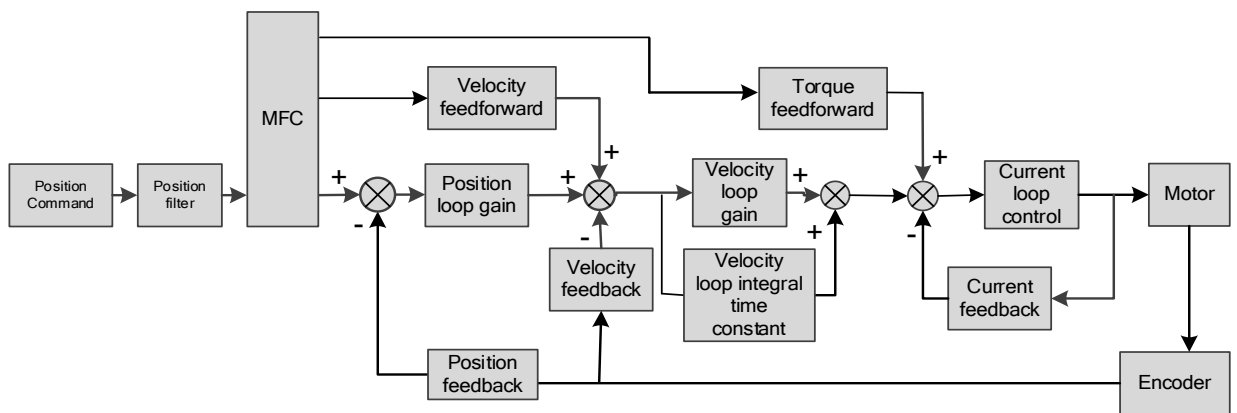 MFC
Velocity
feedforward
Torque
feedforward
+
+
Position
Command
Position
filter
+
-
Position
loop gain
+
-
Velocity
loop
gain
+
+
-
Current
loop
control
Motor
Velocity
feedback
Velocity
loop integral
time
constant
Current
feedback
Position
feedback
Encoder